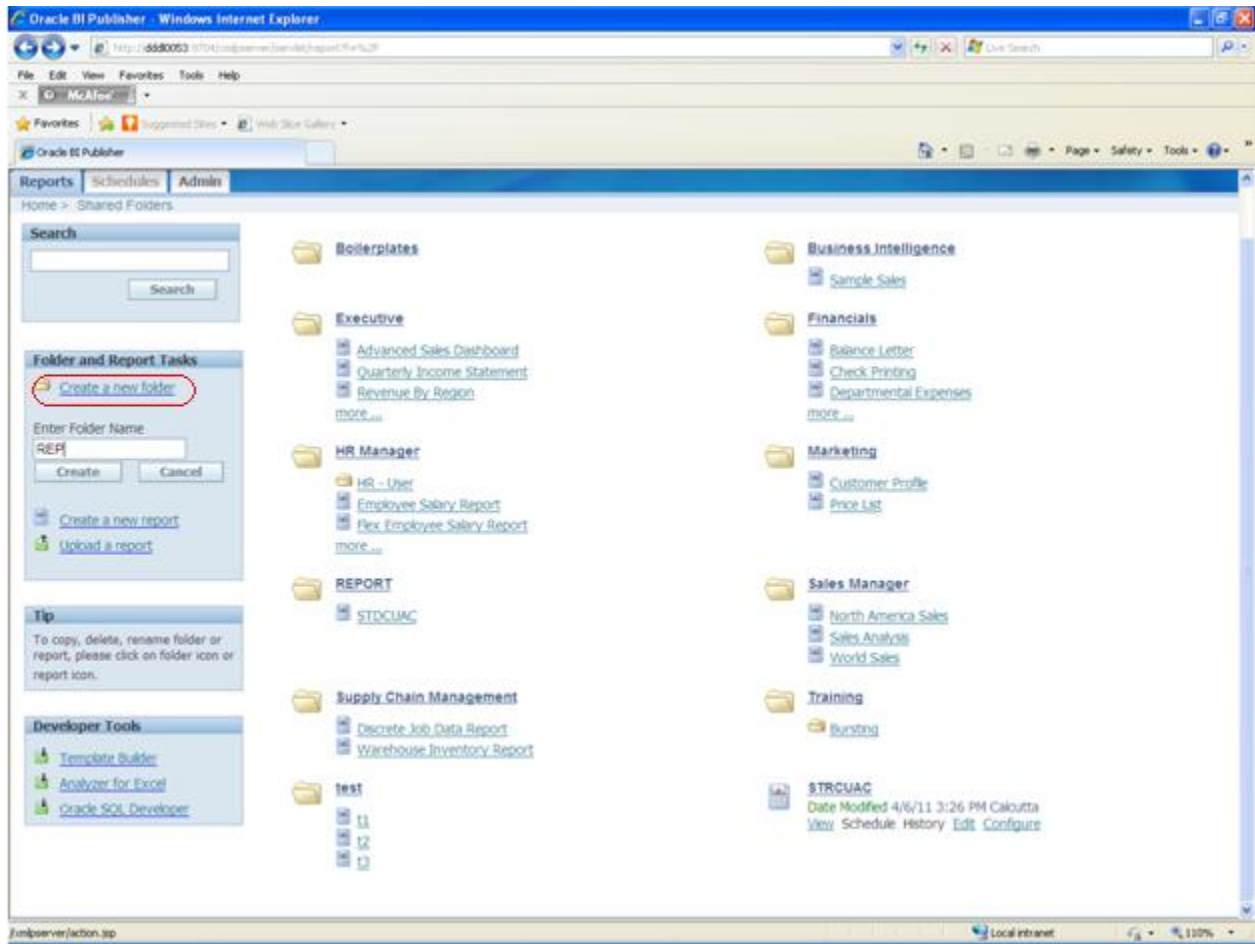 Oracle BI Publisher - Windows Internet Explorer
Live Search
File Edit View Favorites Tools Help
X McAfee
Favorites Suggested Sites Web Slice Gallery
Oracle BI Publisher
Page Safety Tools
Reports Schedules Admin
Home > Shared Folders
Search
Search
Folder and Report Tasks
Create a new folder
Enter Folder Name
REP
Create Cancel
Create a new report
Upload a report
Tip
To copy, delete, rename folder or
report, please click on folder icon or
report icon.
Developer Tools
Template Builder
Analyzer for Excel
Oracle SQL Developer
Boilerplates
Executive
Advanced Sales Dashboard
Quarterly Income Statement
Revenue By Region
more ...
HR Manager
HR - User
Employee Salary Report
Flex Employee Salary Report
more ...
REPORT
STDCUAC
Supply Chain Management
Discrete Job Data Report
Warehouse Inventory Report
test
t1
t2
t3
Business Intelligence
Sample Sales
Financials
Balance Letter
Check Printing
Departmental Expenses
more ...
Marketing
Customer Profile
Price List
Sales Manager
North America Sales
Sales Analysis
World Sales
Training
Bursting
STRCUAC
Date Modified 4/6/11 3:26 PM Calcutta
View Schedule History Edit Configure
/xmlpserver/action.jsp
Local intranet
110%